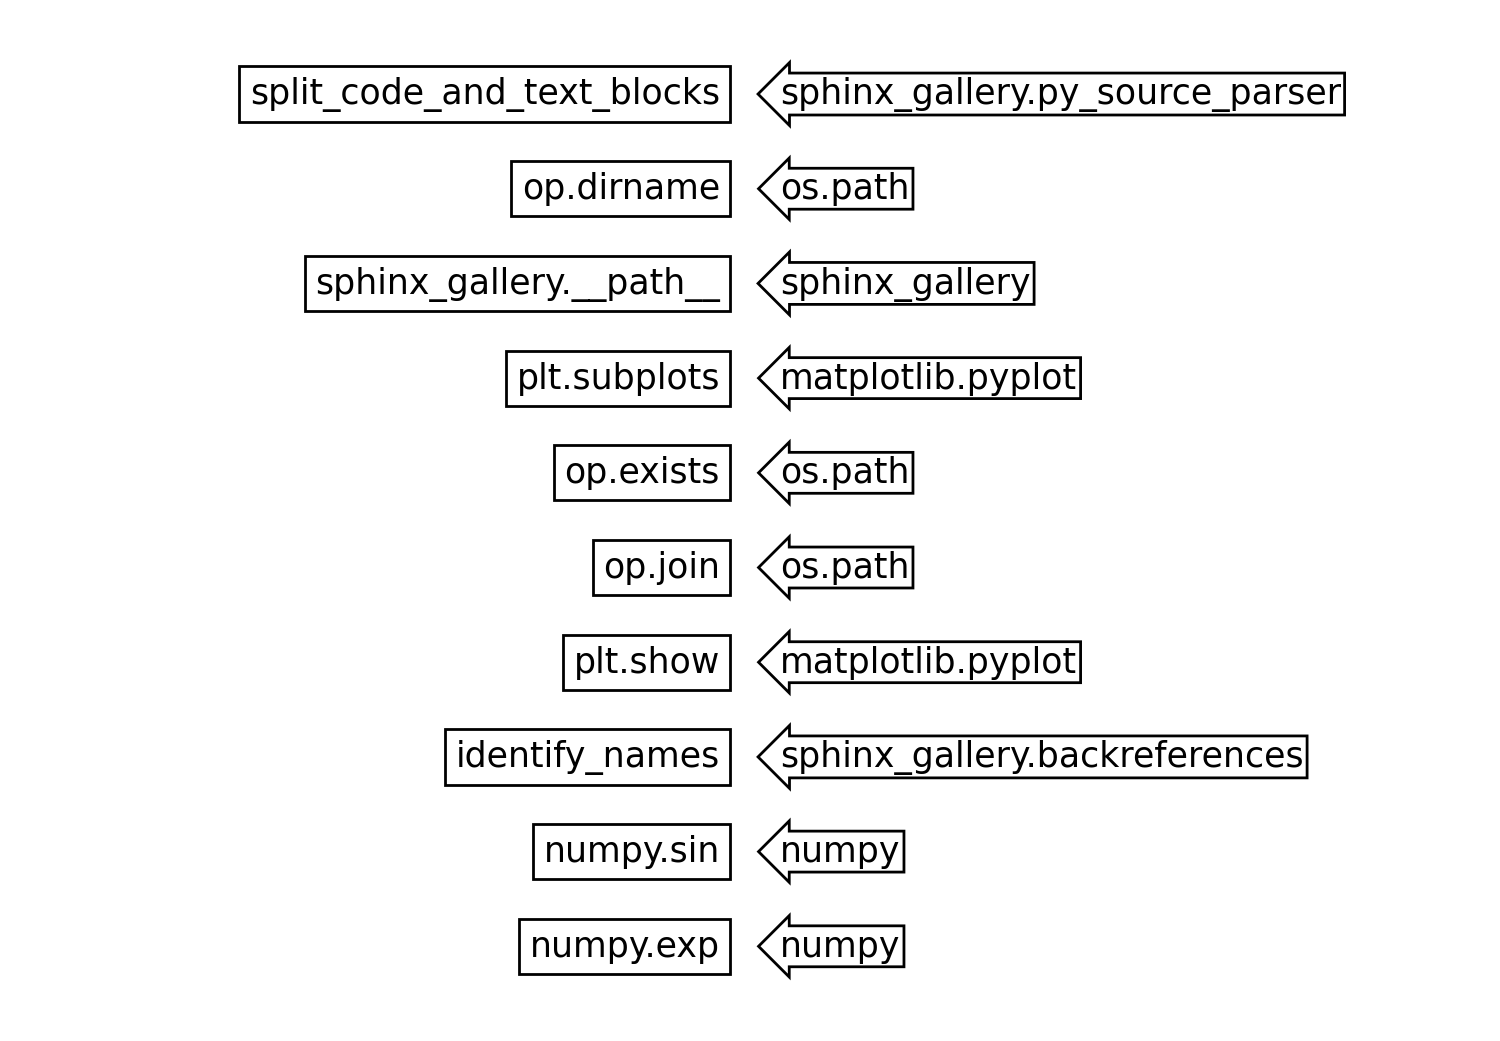 split_code_and_text_blocks sphinx_gallery.py_source_parser
op.dirname os.path
sphinx_gallery.__path__ sphinx_gallery
plt.subplots matplotlib.pyplot
op.exists os.path
op.join os.path
plt.show matplotlib.pyplot
identify_names sphinx_gallery.backreferences
numpy.sin numpy
numpy.exp numpy